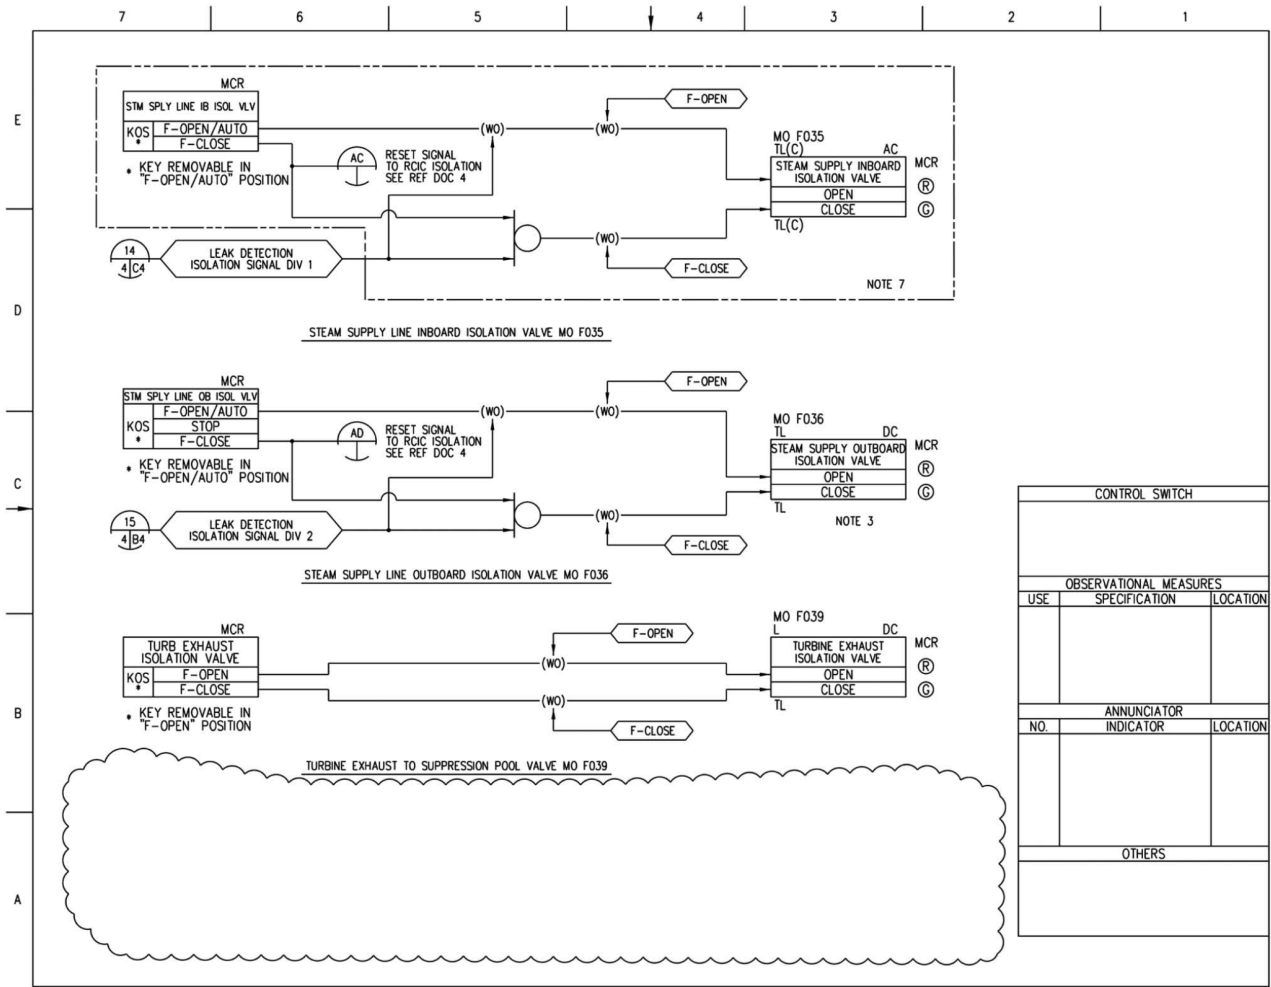 7 6 5 4 3 2 1
E
D
C
B
A
MCR
STM SPLY LINE IB ISOL VLV
KOS
*
F-OPEN/AUTO
F-CLOSE
* KEY REMOVABLE IN
"F-OPEN/AUTO" POSITION
AC
RESET SIGNAL
TO RCIC ISOLATION
SEE REF DOC 4
(WO)
(WO)
F-OPEN
MO F035
TL(C) AC
STEAM SUPPLY INBOARD
ISOLATION VALVE
OPEN
CLOSE
TL(C)
MCR
R
G
14
4 C4
LEAK DETECTION
ISOLATION SIGNAL DIV 1
(WO)
F-CLOSE
NOTE 7
STEAM SUPPLY LINE INBOARD ISOLATION VALVE MO F035
MCR
STM SPLY LINE OB ISOL VLV
KOS
*
F-OPEN/AUTO
STOP
F-CLOSE
* KEY REMOVABLE IN
"F-OPEN/AUTO" POSITION
AD
RESET SIGNAL
TO RCIC ISOLATION
SEE REF DOC 4
(WO)
(WO)
F-OPEN
MO F036
TL DC
STEAM SUPPLY OUTBOARD
ISOLATION VALVE
OPEN
CLOSE
TL
MCR
R
G
15
4 B4
LEAK DETECTION
ISOLATION SIGNAL DIV 2
(WO)
F-CLOSE
NOTE 3
STEAM SUPPLY LINE OUTBOARD ISOLATION VALVE MO F036
MCR
TURB EXHAUST
ISOLATION VALVE
KOS
*
F-OPEN
F-CLOSE
* KEY REMOVABLE IN
"F-OPEN" POSITION
F-OPEN
(WO)
(WO)
F-CLOSE
MO F039
L DC
TURBINE EXHAUST
ISOLATION VALVE
OPEN
CLOSE
TL
MCR
R
G
TURBINE EXHAUST TO SUPPRESSION POOL VALVE MO F039
CONTROL SWITCH
OBSERVATIONAL MEASURES
USE SPECIFICATION LOCATION
ANNUNCIATOR
NO. INDICATOR LOCATION
OTHERS